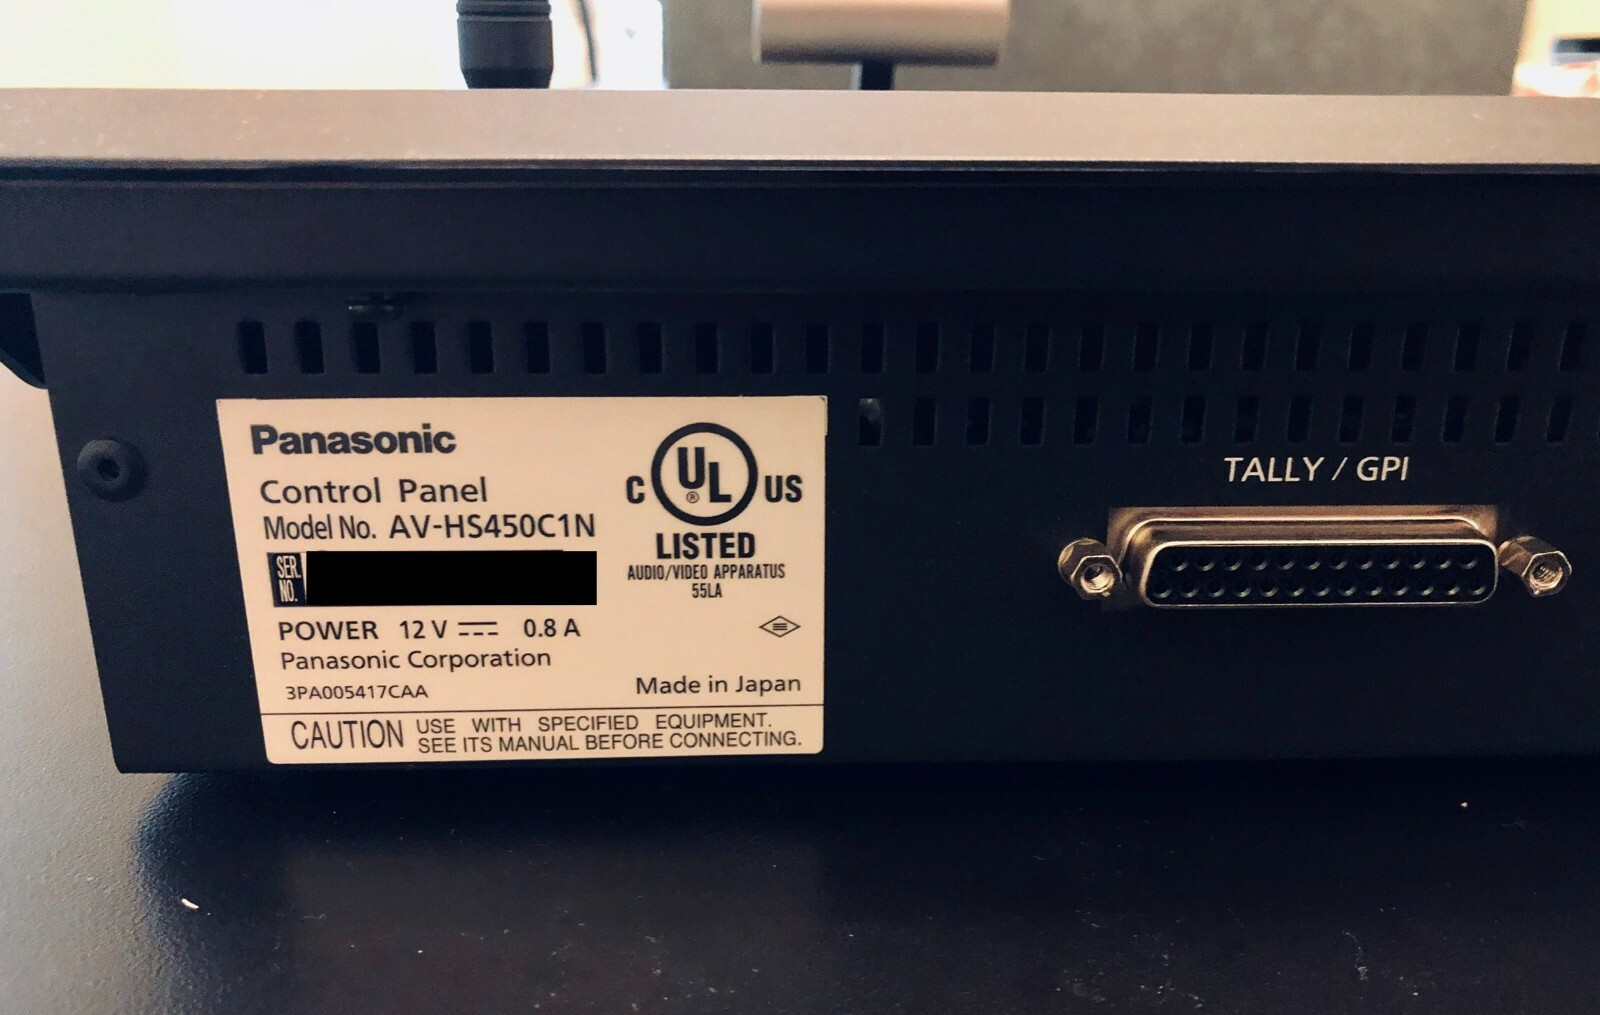 Panasonic
Control Panel
Model No. AV-HS450C1N
SER.
NO.
POWER 12 V 0.8 A
Panasonic Corporation
3PA005417CAA
C UL ® US
LISTED
AUDIO/VIDEO APPARATUS
55LA
Made in Japan
CAUTION USE WITH SPECIFIED EQUIPMENT.
SEE ITS MANUAL BEFORE CONNECTING.
TALLY / GPI